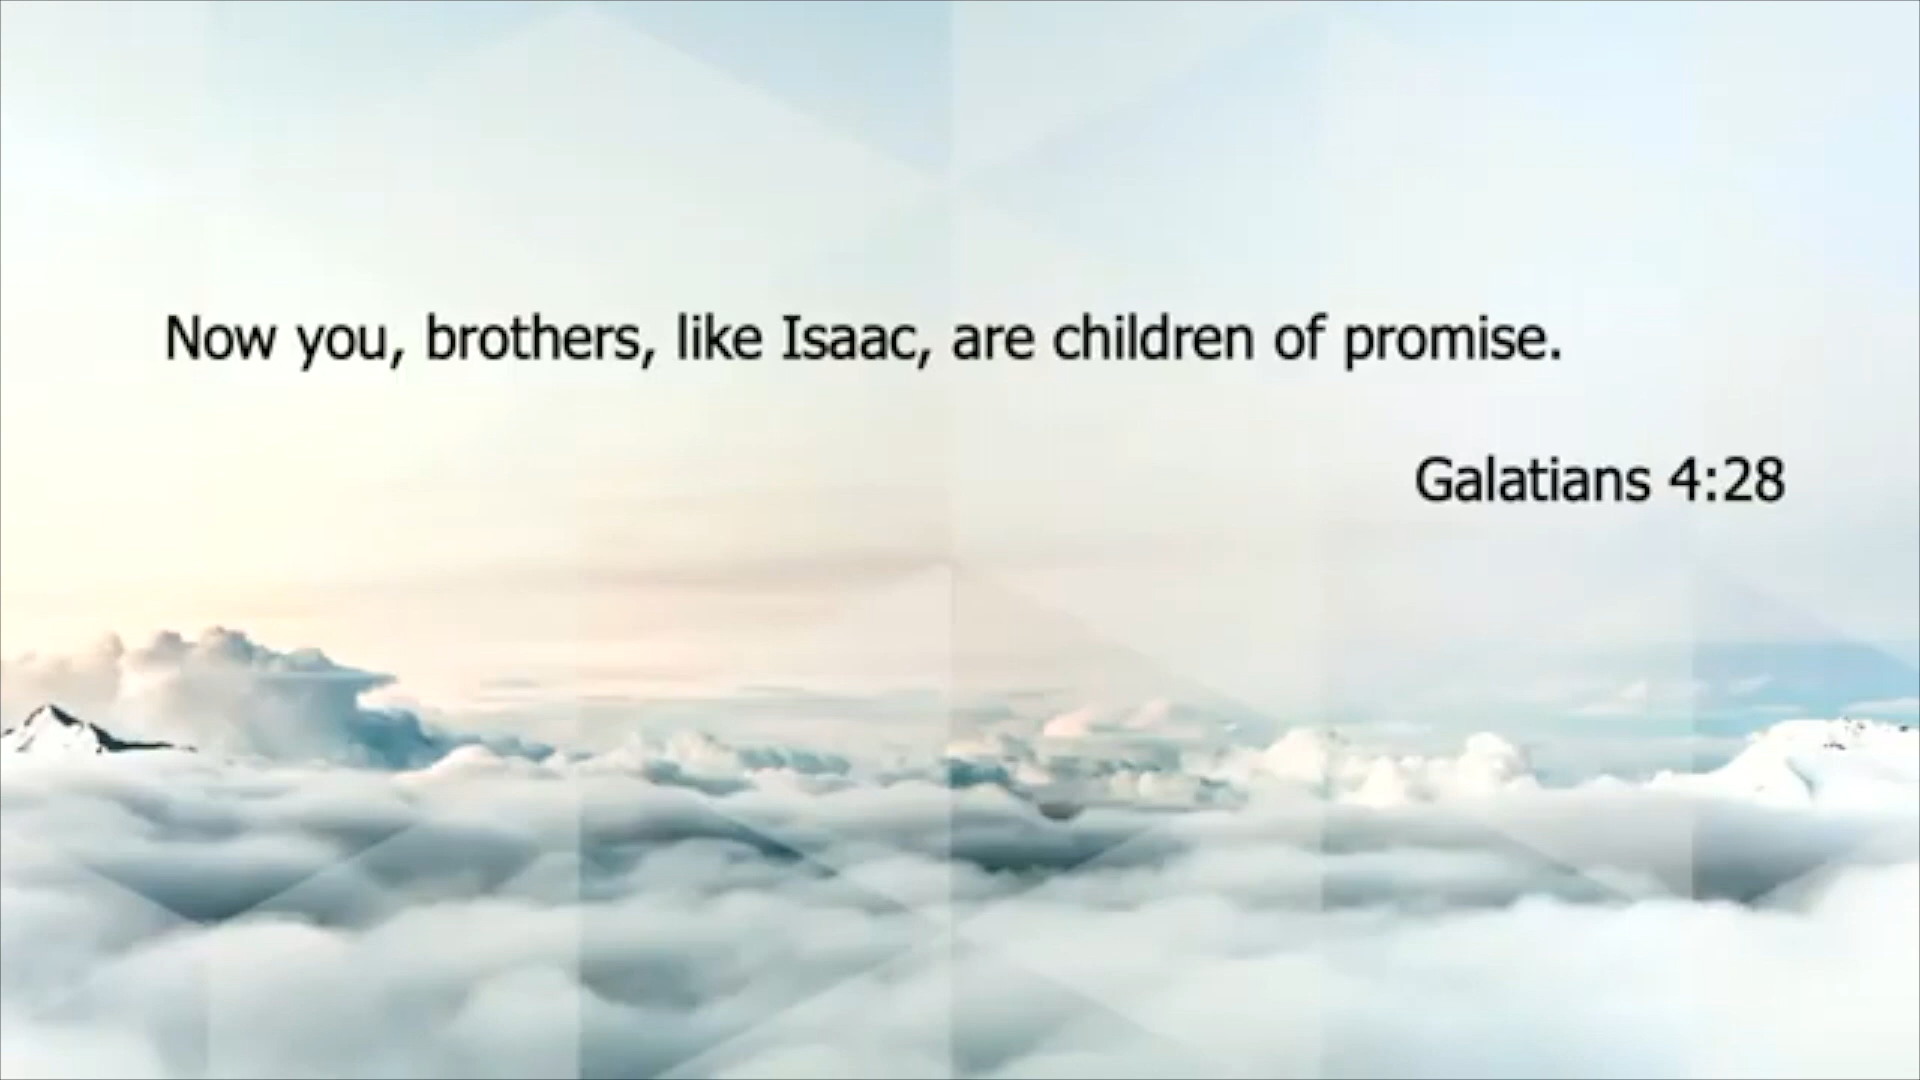 Now you, brothers, like Isaac, are children of promise.
Galatians 4:28